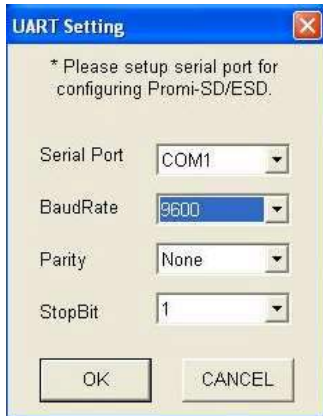 UART Setting
* Please setup serial port for
configuring Promi-SD/ESD.
Serial Port COM1
BaudRate 9600
Parity None
StopBit 1
OK CANCEL